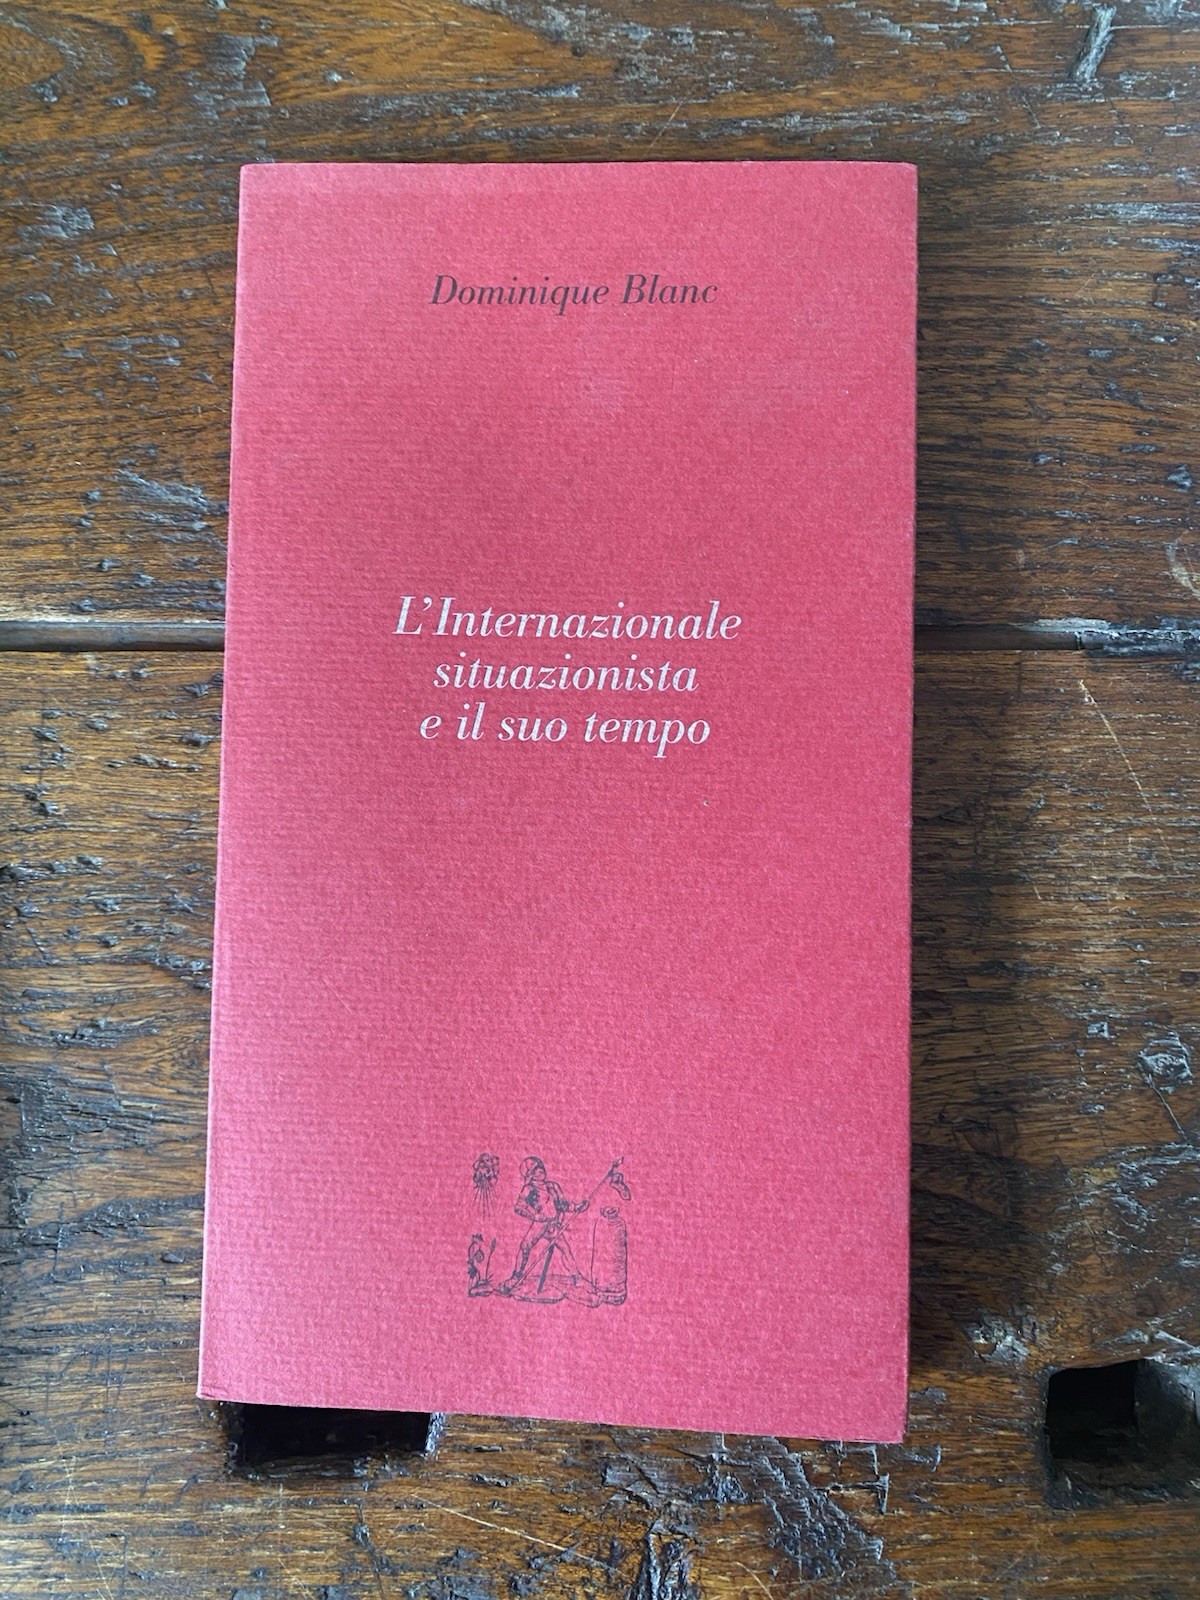 Dominique Blanc
L'Internazionale
situazionista
e il suo tempo